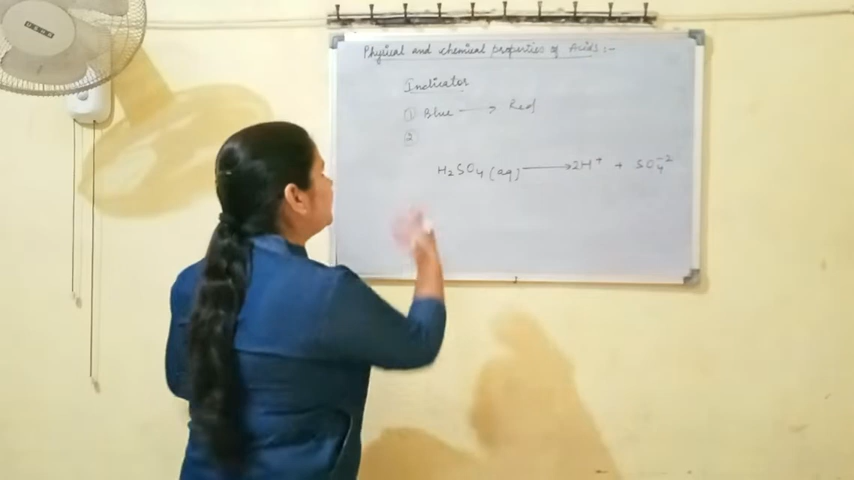 Physical and chemical properties of Acids :-
Indicator
① Blue → Red
②
H₂SO₄ (aq) → 2H⁺ + SO₄⁻²